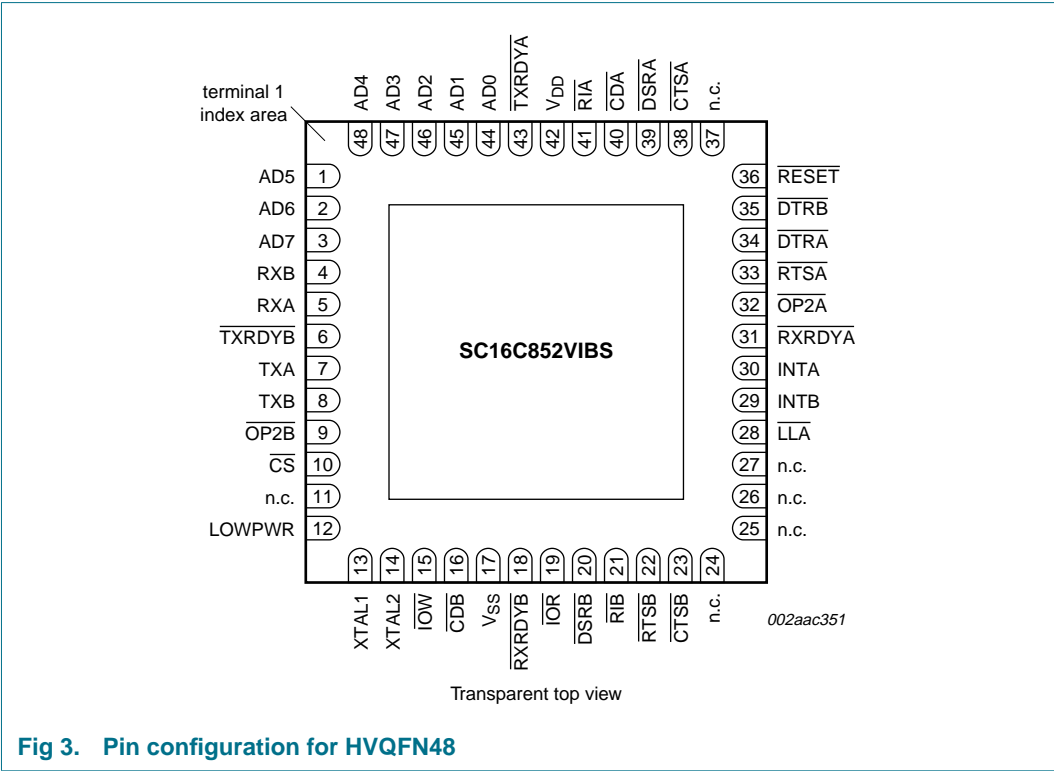 terminal 1
index area
AD4
AD3
AD2
AD1
AD0
TXRDYA
VDD
RIA
CDA
DSRA
CTSA
n.c.
48 47 46 45 44 43 42 41 40 39 38 37
AD5 1
AD6 2
AD7 3
RXB 4
RXA 5
TXRDYB 6
TXA 7
TXB 8
OP2B 9
CS 10
n.c. 11
LOWPWR 12
SC16C852VIBS
36 RESET
35 DTRB
34 DTRA
33 RTSA
32 OP2A
31 RXRDYA
30 INTA
29 INTB
28 LLA
27 n.c.
26 n.c.
25 n.c.
13 14 15 16 17 18 19 20 21 22 23 24
XTAL1
XTAL2
IOW
CDB
VSS
RXRDYB
IOR
DSRB
RIB
RTSB
CTSB
n.c.
002aac351
Transparent top view
Fig 3. Pin configuration for HVQFN48